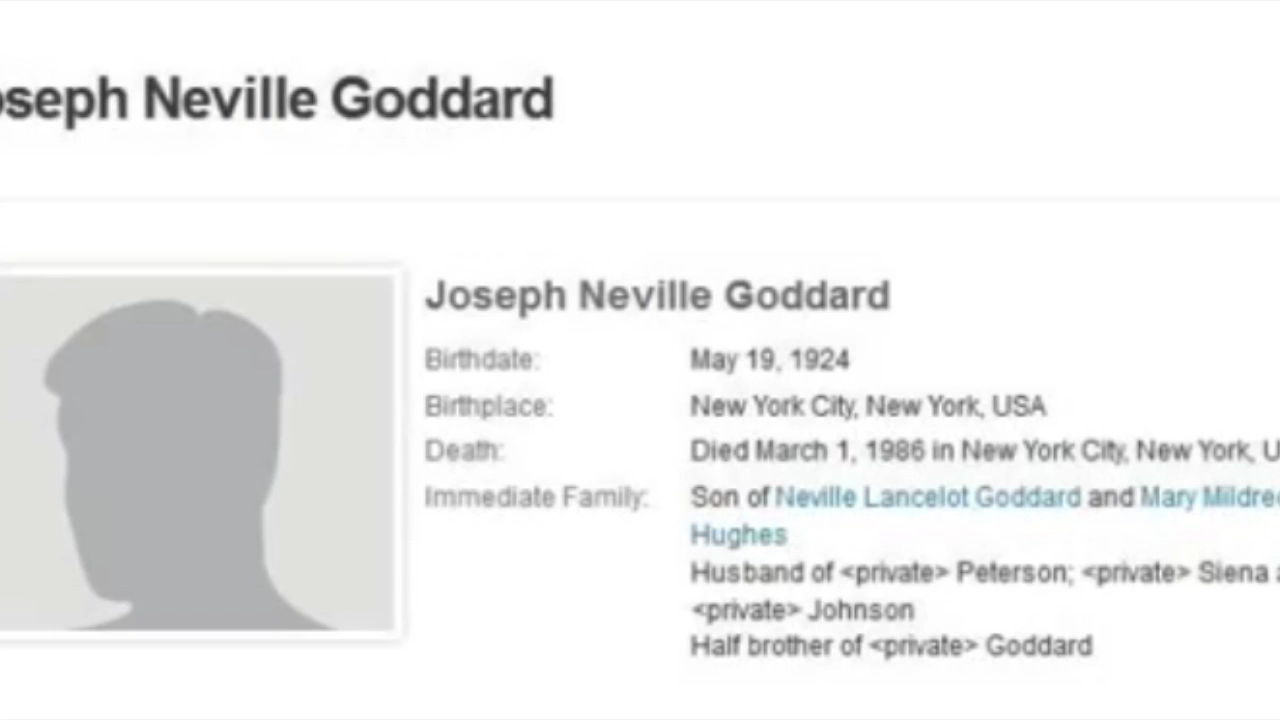 oseph Neville Goddard
Joseph Neville Goddard
Birthdate: May 19, 1924
Birthplace: New York City, New York, USA
Death: Died March 1, 1986 in New York City, New York, U
Immediate Family: Son of Neville Lancelot Goddard and Mary Mildre
Hughes
Husband of <private> Peterson; <private> Siena a
<private> Johnson
Half brother of <private> Goddard